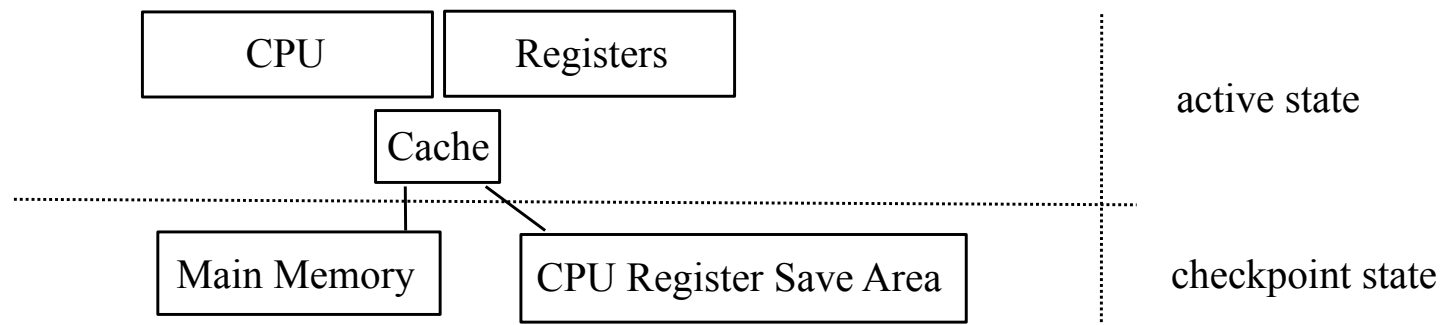 CPU
Registers
active state
Cache
Main Memory
CPU Register Save Area
checkpoint state